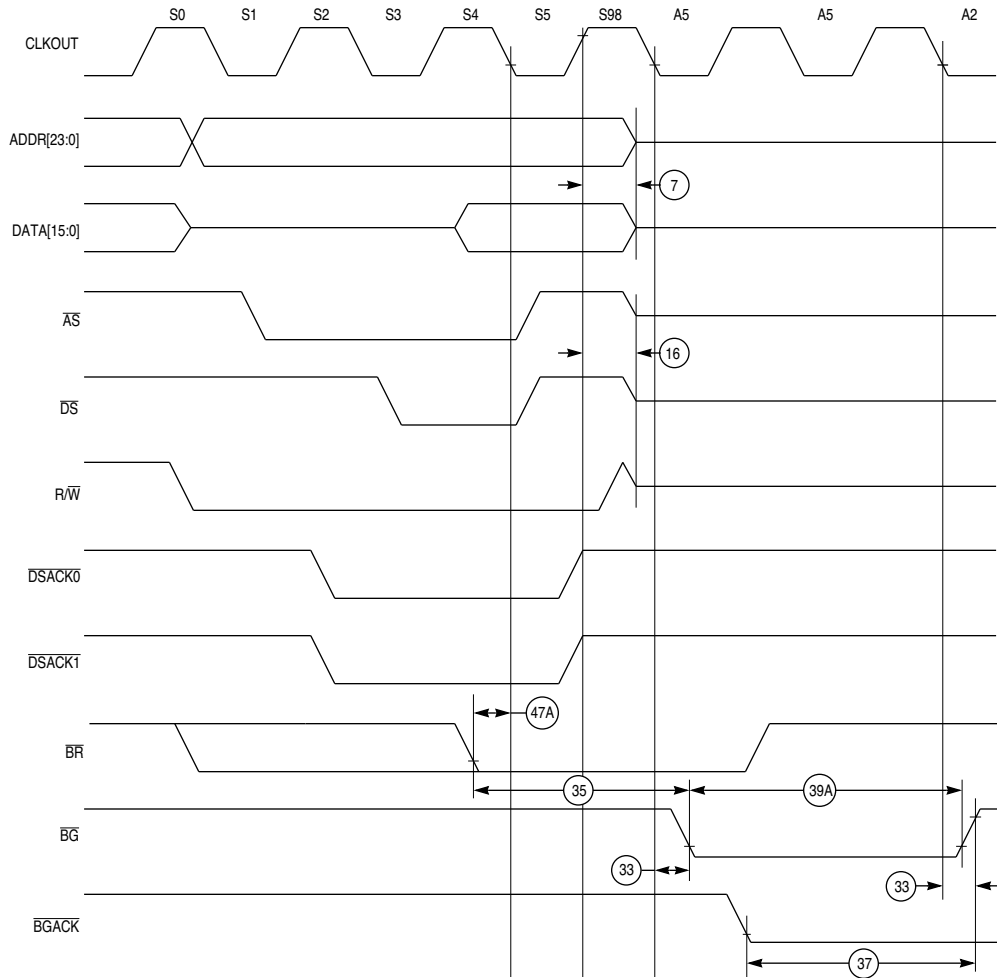 S0 S1 S2 S3 S4 S5 S98 A5 A5 A2
CLKOUT
ADDR[23:0]
7
DATA[15:0]
AS
16
DS
R/W
DSACK0
DSACK1
47A
BR
35
39A
BG
33
33
BGACK
37